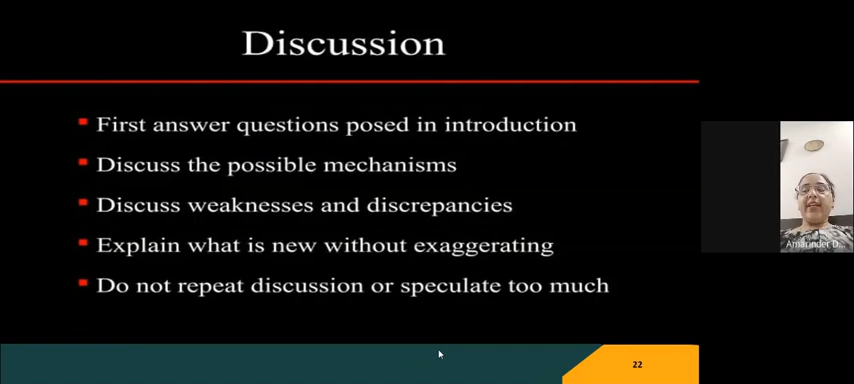 Discussion
First answer questions posed in introduction
Discuss the possible mechanisms
Discuss weaknesses and discrepancies
Explain what is new without exaggerating
Do not repeat discussion or speculate too much
Amarinder D...
22